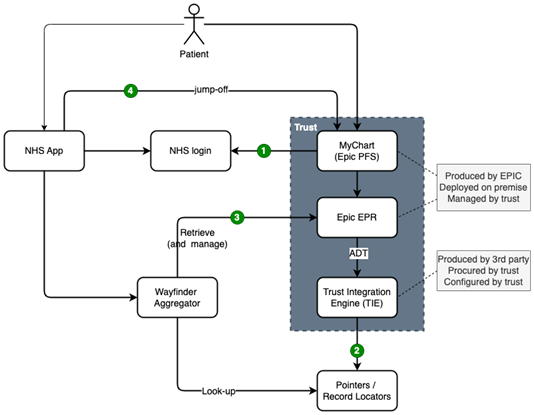 Patient
4
jump-off
Trust
NHS App
NHS login
1
MyChart
(Epic PFS)
Produced by EPIC
Deployed on premise
Managed by trust
Retrieve
(and manage)
3
Epic EPR
ADT
Wayfinder
Aggregator
Trust Integration
Engine (TIE)
Produced by 3rd party
Procured by trust
Configured by trust
2
Look-up
Pointers /
Record Locators